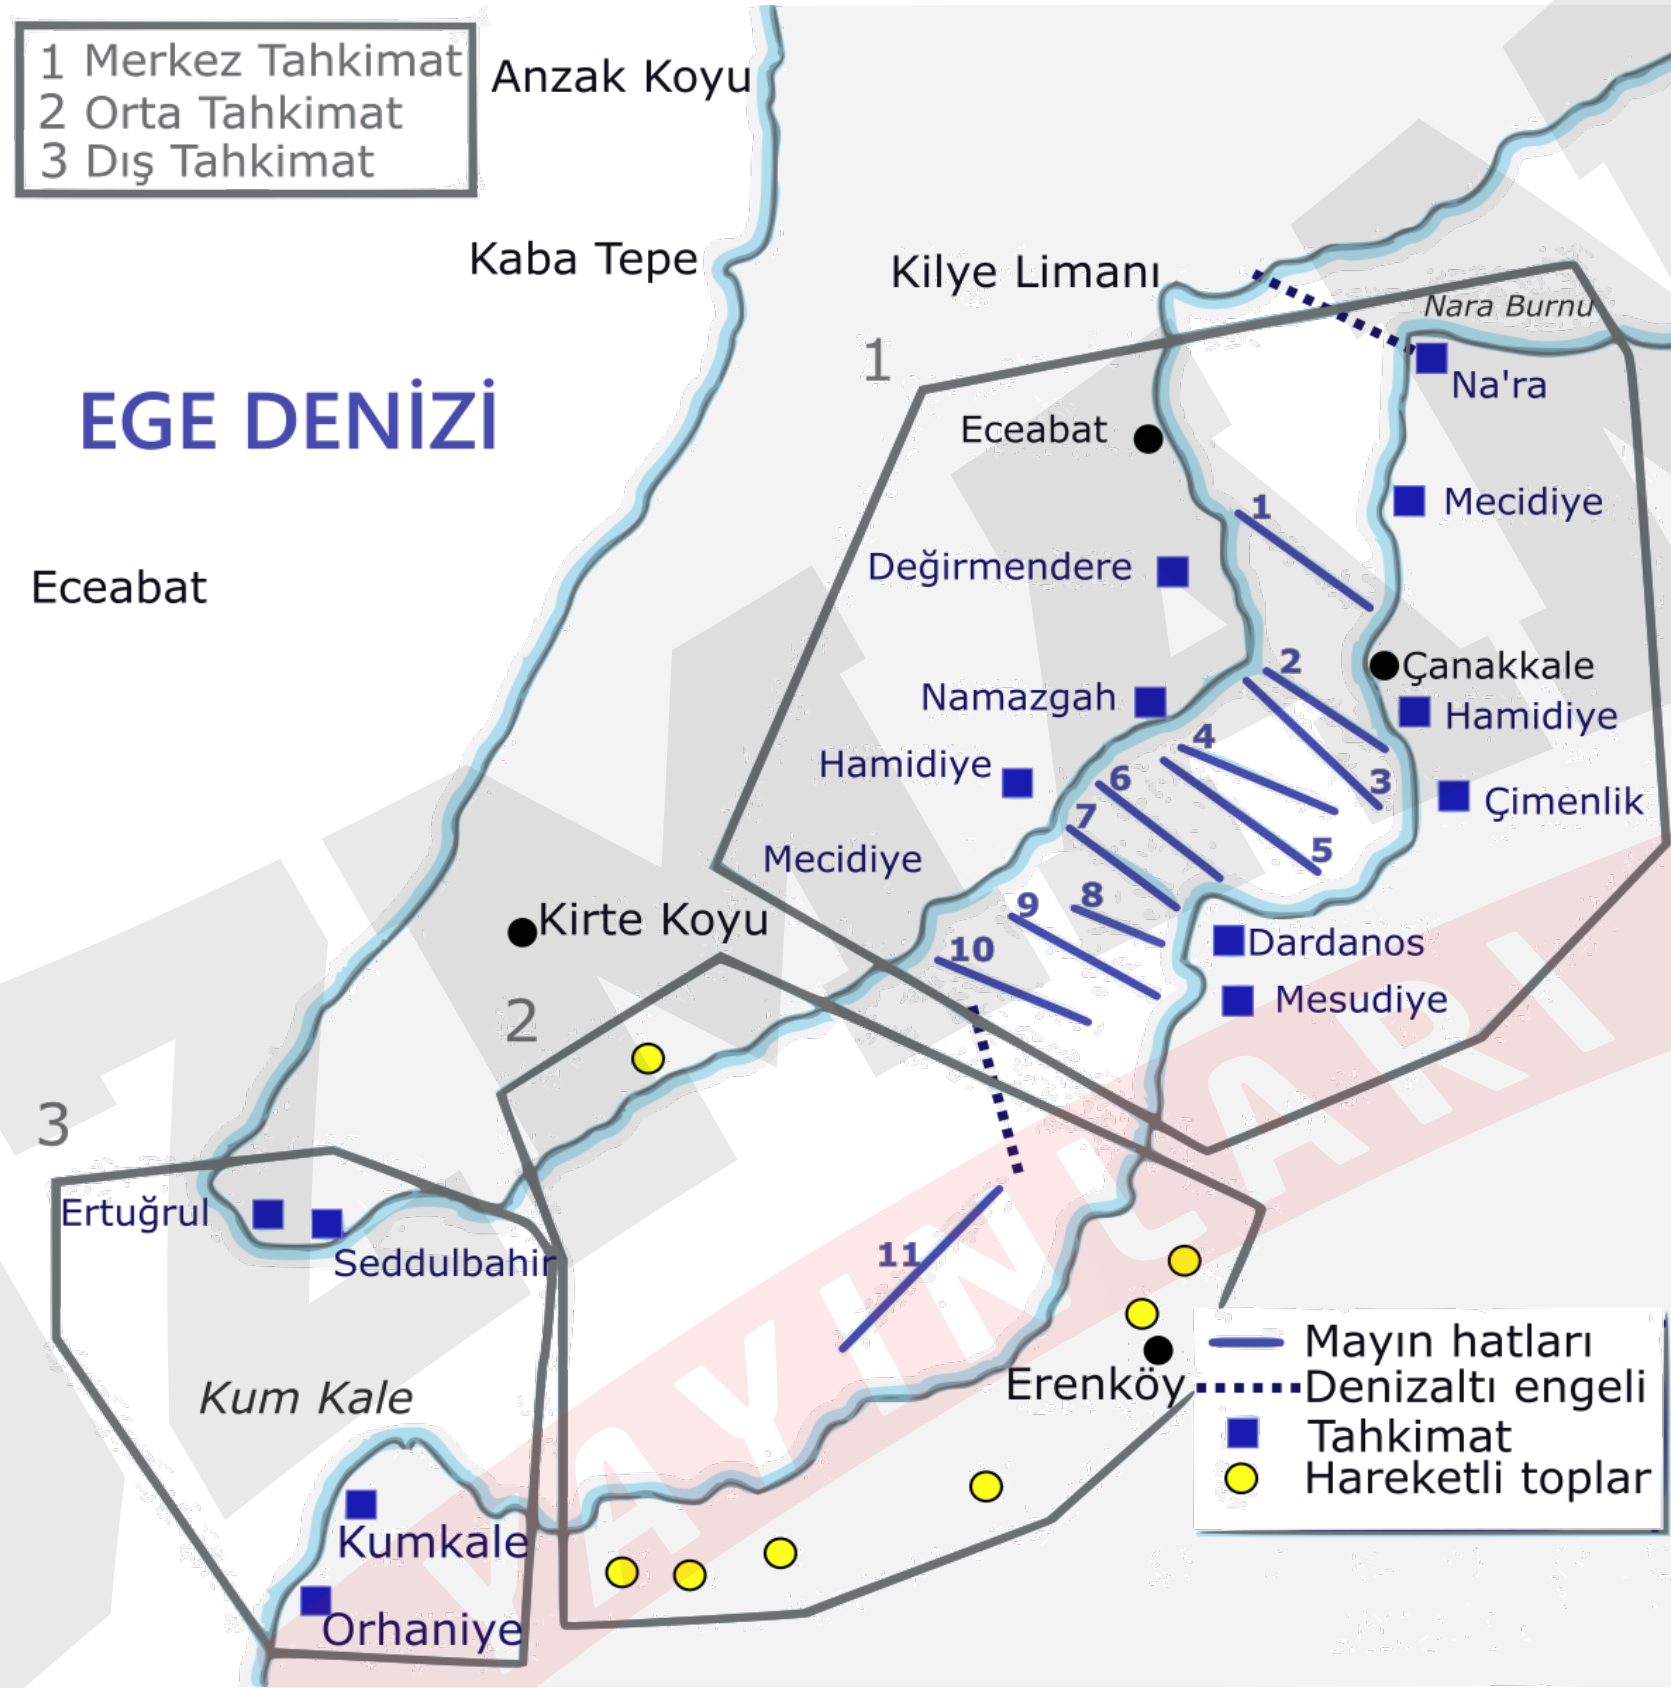 1 Merkez Tahkimat
2 Orta Tahkimat
3 Dış Tahkimat
Anzak Koyu
Kaba Tepe
Kilye Limanı
Nara Burnu
1
Na'ra
EGE DENİZİ
Eceabat
Mecidiye
1
Değirmendere
Eceabat
2
Çanakkale
Namazgah
Hamidiye
4
Hamidiye
6
3
Çimenlik
7
5
Mecidiye
8
9
Kirte Koyu
10
Dardanos
Mesudiye
2
3
Ertuğrul
Seddulbahir
11
Mayın hatları
Erenköy
Denizaltı engeli
Kum Kale
Tahkimat
Hareketli toplar
Kumkale
Orhaniye
YAYINLARI